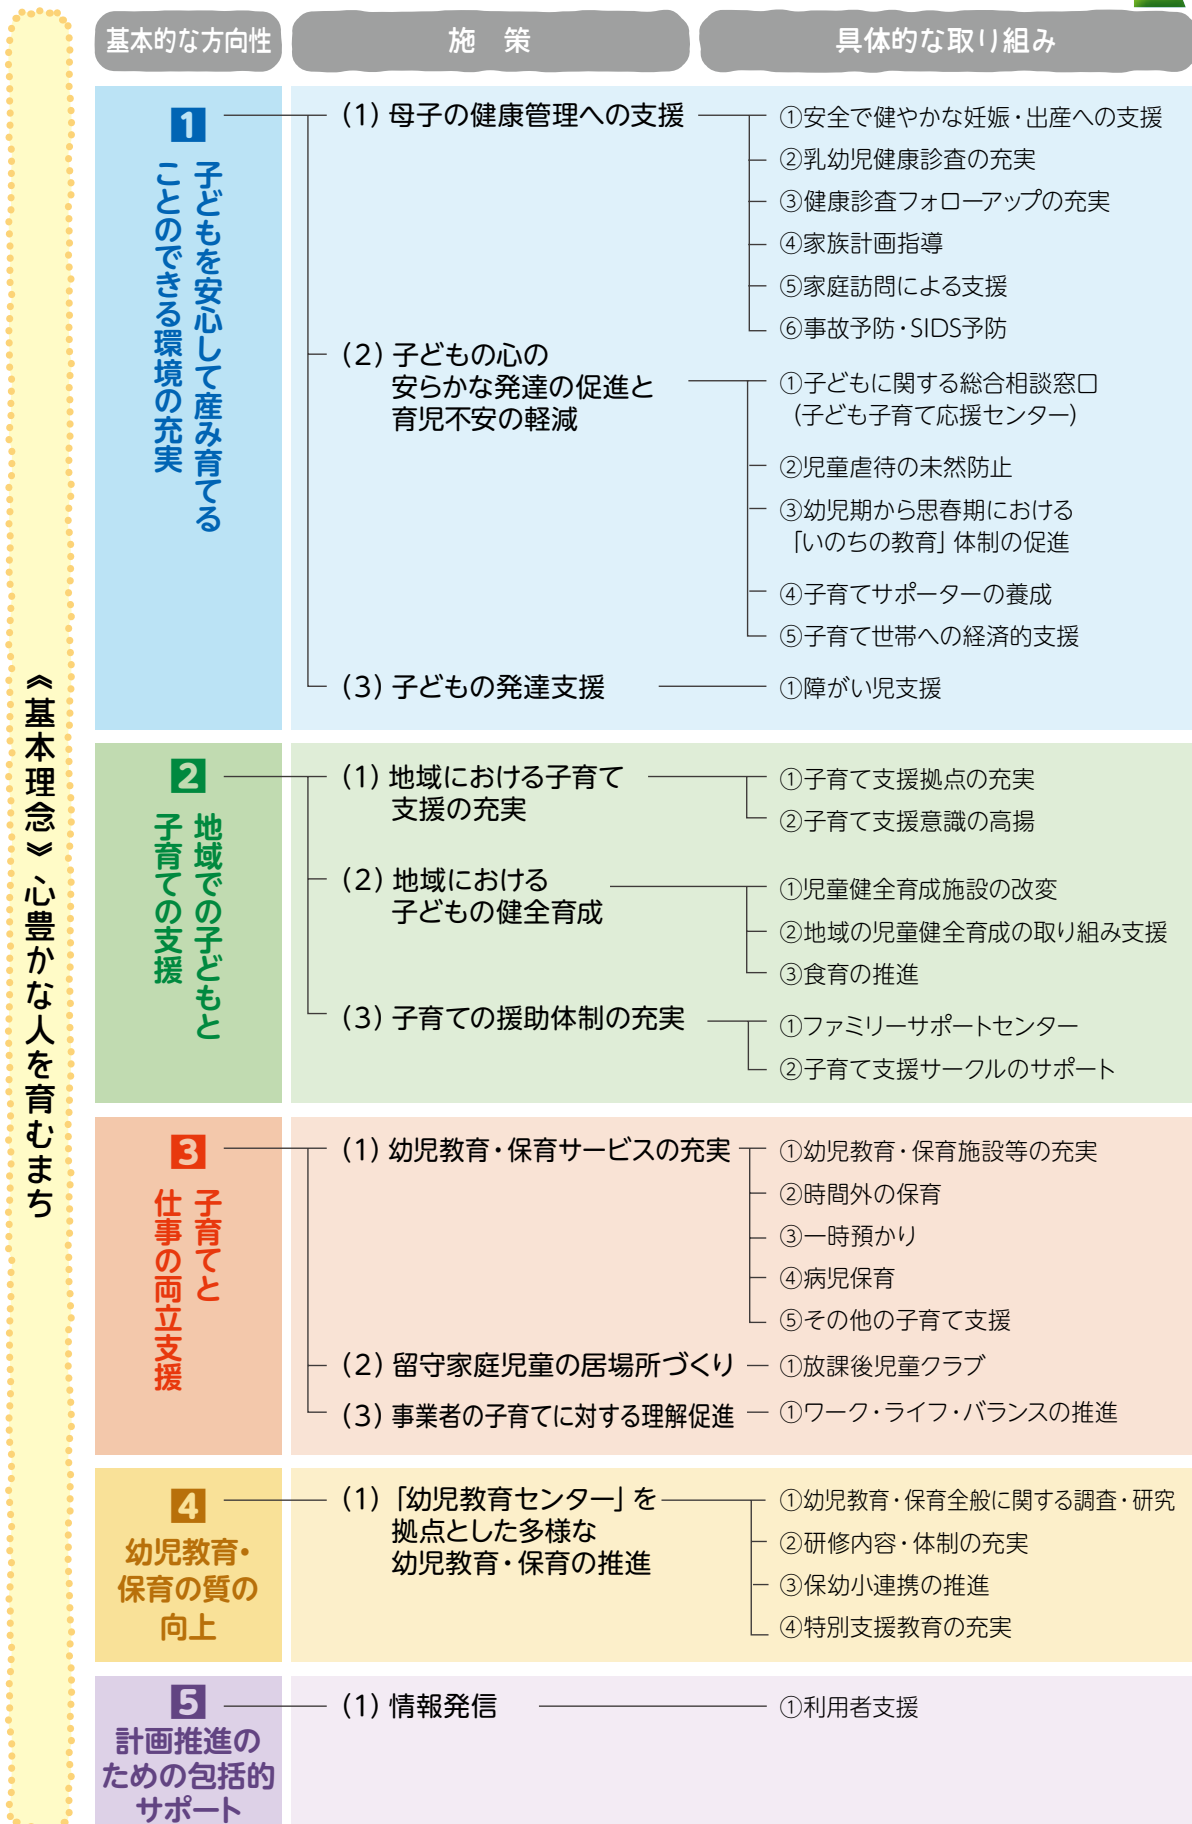 基本的な方向性
施 策
具体的な取り組み
《基本理念》心豊かな人を育むまち
1
子どもを安心して産み育てる
ことのできる環境の充実
(1) 母子の健康管理への支援
①安全で健やかな妊娠・出産への支援
②乳幼児健康診査の充実
③健康診査フォローアップの充実
④家族計画指導
⑤家庭訪問による支援
⑥事故予防・SIDS予防
(2) 子どもの心の
安らかな発達の促進と
育児不安の軽減
①子どもに関する総合相談窓口
(子ども子育て応援センター)
②児童虐待の未然防止
③幼児期から思春期における
「いのちの教育」体制の促進
④子育てサポーターの養成
⑤子育て世帯への経済的支援
(3) 子どもの発達支援
①障がい児支援
2
地域での子どもと
子育ての支援
(1) 地域における子育て
支援の充実
①子育て支援拠点の充実
②子育て支援意識の高揚
(2) 地域における
子どもの健全育成
①児童健全育成施設の改変
②地域の児童健全育成の取り組み支援
③食育の推進
(3) 子育ての援助体制の充実
①ファミリーサポートセンター
②子育て支援サークルのサポート
3
子育てと
仕事の両立支援
(1) 幼児教育・保育サービスの充実
①幼児教育・保育施設等の充実
②時間外の保育
③一時預かり
④病児保育
⑤その他の子育て支援
(2) 留守家庭児童の居場所づくり
①放課後児童クラブ
(3) 事業者の子育てに対する理解促進
①ワーク・ライフ・バランスの推進
4
幼児教育・
保育の質の
向上
(1)「幼児教育センター」を
拠点とした多様な
幼児教育・保育の推進
①幼児教育・保育全般に関する調査・研究
②研修内容・体制の充実
③保幼小連携の推進
④特別支援教育の充実
5
計画推進の
ための包括的
サポート
(1) 情報発信
①利用者支援